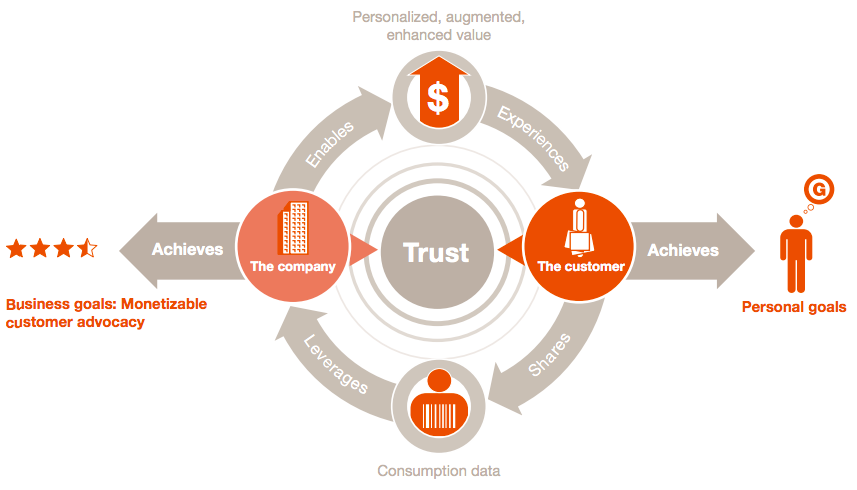 Personalized, augmented,
enhanced value
$
Enables
Experiences
G
Achieves
The company
Trust
The customer
Achieves
Business goals: Monetizable
customer advocacy
Personal goals
Leverages
Shares
Consumption data